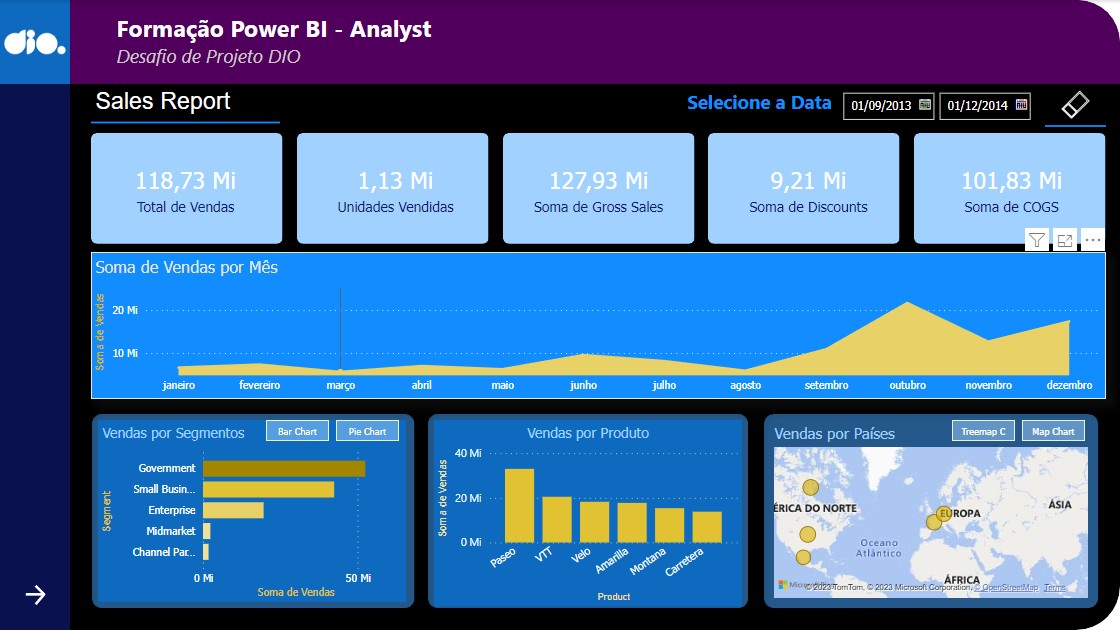 dio.
Formação Power BI - Analyst
Desafio de Projeto DIO
Sales Report
Selecione a Data
01/09/2013
01/12/2014
118,73 Mi
Total de Vendas
1,13 Mi
Unidades Vendidas
127,93 Mi
Soma de Gross Sales
9,21 Mi
Soma de Discounts
101,83 Mi
Soma de COGS
Soma de Vendas por Mês
Soma de Vendas
20 Mi
10 Mi
janeiro fevereiro março abril maio junho julho agosto setembro outubro novembro dezembro
Vendas por Segmentos
Bar Chart
Pie Chart
Segment
Government
Small Busin...
Enterprise
Midmarket
Channel Par...
0 Mi 50 Mi
Soma de Vendas
Vendas por Produto
Soma de Vendas
40 Mi
20 Mi
0 Mi
Paseo VTT Velo Amarilla Montana Carretera
Product
Vendas por Países
Treemap C
Map Chart
ÉRICA DO NORTE
EUROPA
ÁSIA
Oceano
Atlântico
ÁFRICA
© 2023 TomTom, © 2023 Microsoft Corporation, © OpenStreetMap Terms